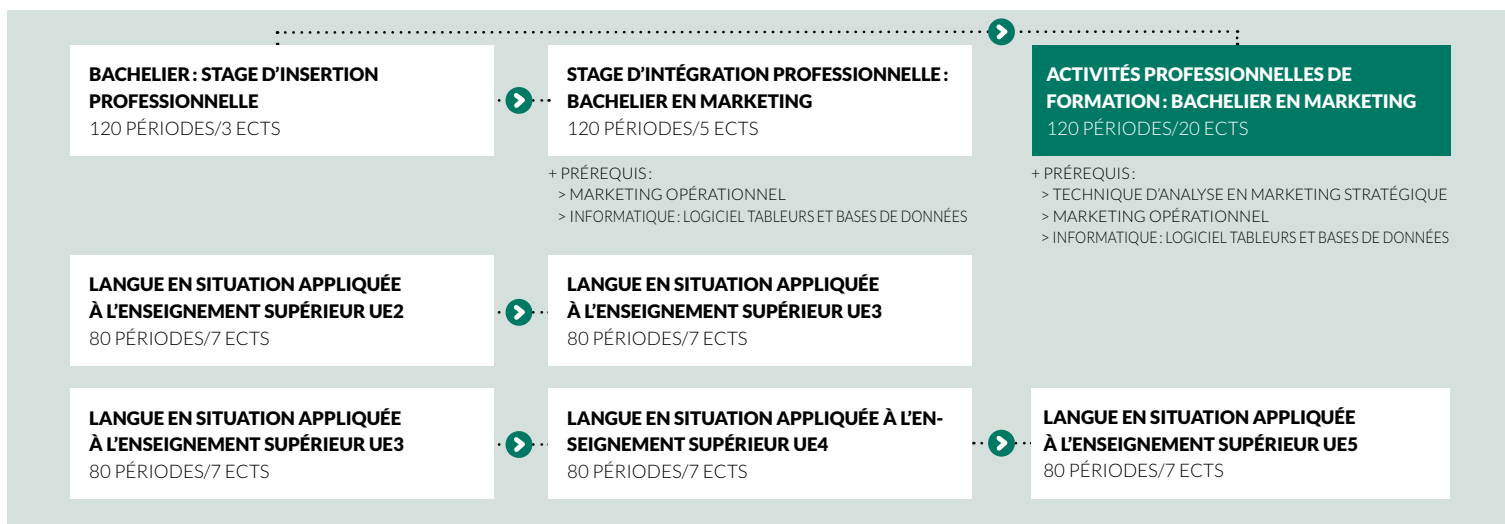 BACHELIER : STAGE D'INSERTION
PROFESSIONNELLE
120 PÉRIODES/3 ECTS
STAGE D'INTÉGRATION PROFESSIONNELLE :
BACHELIER EN MARKETING
120 PÉRIODES/5 ECTS
+ PRÉREQUIS :
> MARKETING OPÉRATIONNEL
> INFORMATIQUE : LOGICIEL TABLEURS ET BASES DE DONNÉES
ACTIVITÉS PROFESSIONNELLES DE
FORMATION : BACHELIER EN MARKETING
120 PÉRIODES/20 ECTS
+ PRÉREQUIS :
> TECHNIQUE D'ANALYSE EN MARKETING STRATÉGIQUE
> MARKETING OPÉRATIONNEL
> INFORMATIQUE : LOGICIEL TABLEURS ET BASES DE DONNÉES
LANGUE EN SITUATION APPLIQUÉE
À L'ENSEIGNEMENT SUPÉRIEUR UE2
80 PÉRIODES/7 ECTS
LANGUE EN SITUATION APPLIQUÉE
À L'ENSEIGNEMENT SUPÉRIEUR UE3
80 PÉRIODES/7 ECTS
LANGUE EN SITUATION APPLIQUÉE
À L'ENSEIGNEMENT SUPÉRIEUR UE3
80 PÉRIODES/7 ECTS
LANGUE EN SITUATION APPLIQUÉE À L'EN-
SEIGNEMENT SUPÉRIEUR UE4
80 PÉRIODES/7 ECTS
LANGUE EN SITUATION APPLIQUÉE
À L'ENSEIGNEMENT SUPÉRIEUR UE5
80 PÉRIODES/7 ECTS